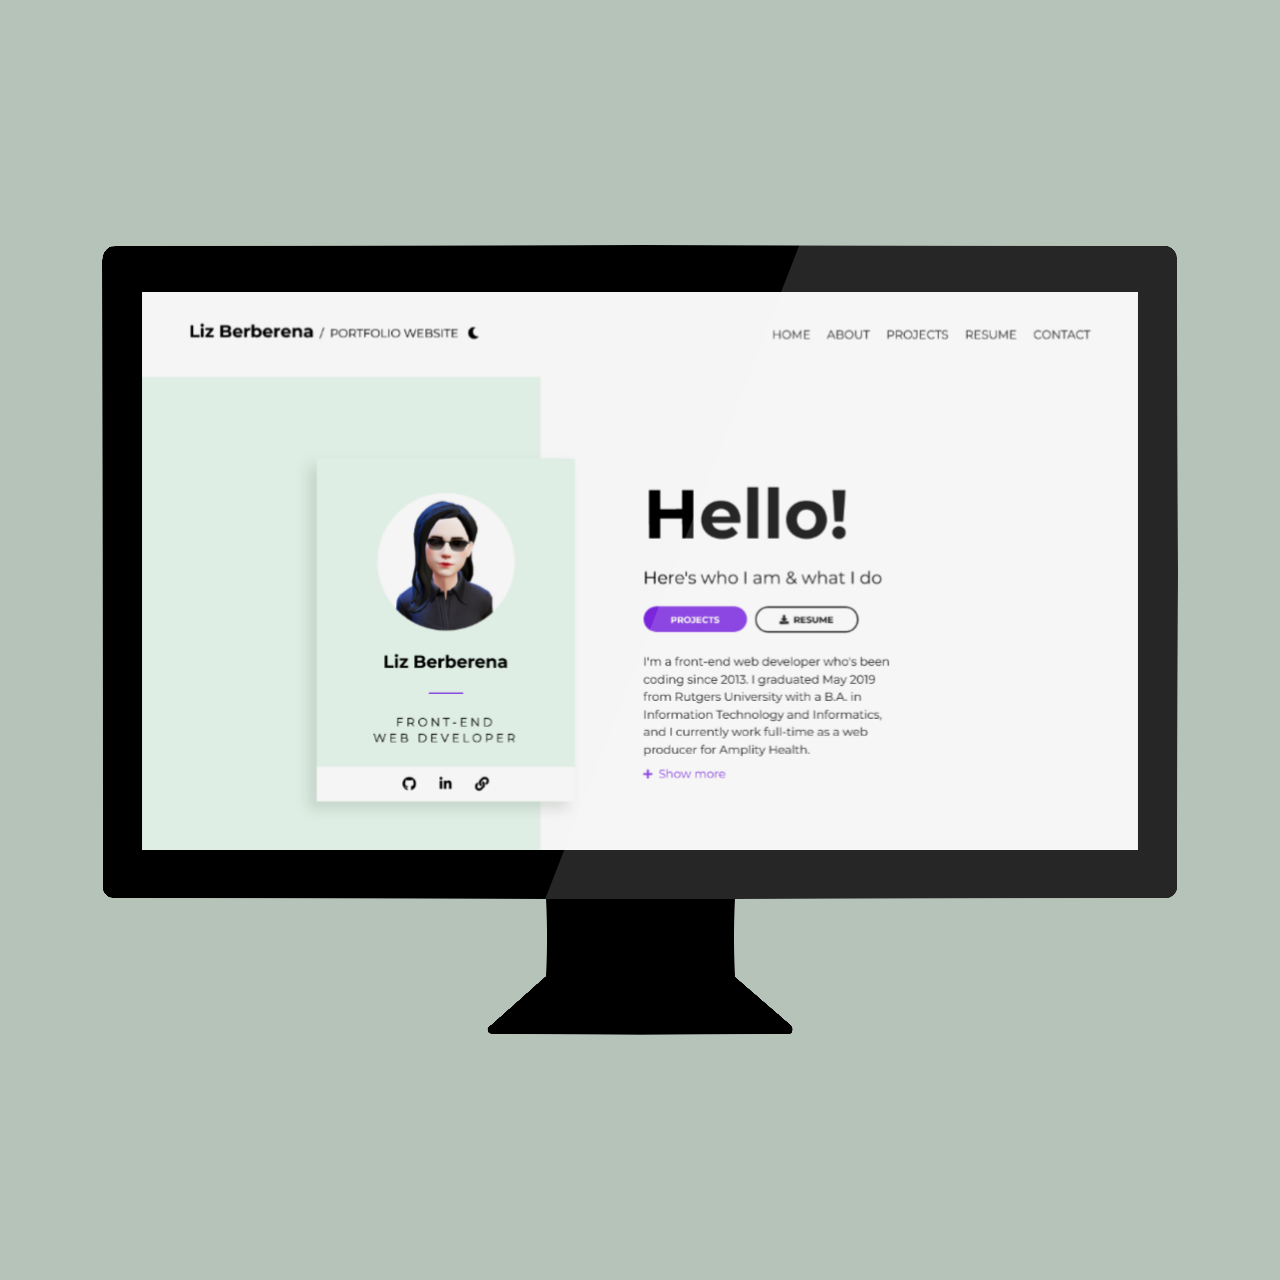 Liz Berberena / PORTFOLIO WEBSITE
HOME ABOUT PROJECTS RESUME CONTACT
Liz Berberena
FRONT-END
WEB DEVELOPER
in
Hello!
Here's who I am & what I do
PROJECTS RESUME
I'm a front-end web developer who's been
coding since 2013. I graduated May 2019
from Rutgers University with a B.A. in
Information Technology and Informatics,
and I currently work full-time as a web
producer for Amplity Health.
+ Show more